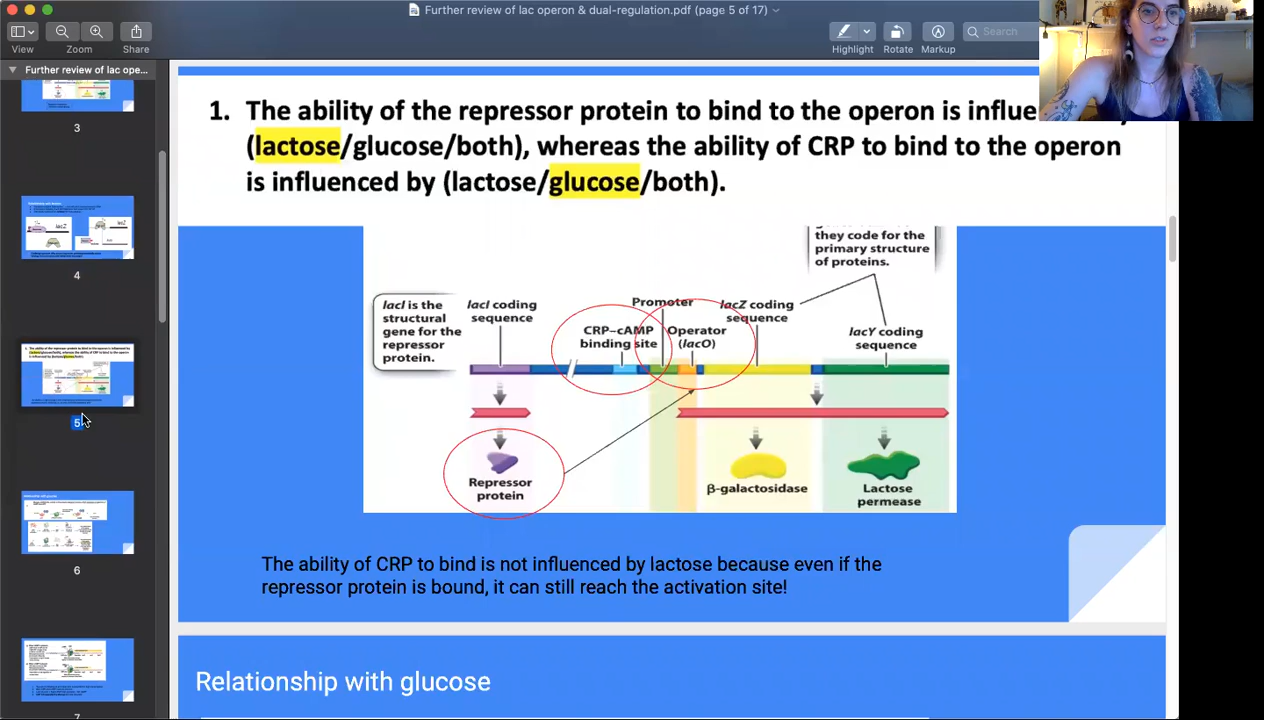 Further review of lac operon & dual-regulation.pdf (page 5 of 17)
View
Zoom
Share
Highlight
Rotate
Markup
Search
Further review of lac ope...
3
4
5
6
7
1. The ability of the repressor protein to bind to the operon is
(lactose/glucose/both), whereas the ability of CRP to bind to the operon
is influenced by (lactose/glucose/both).
they code for the
primary structure
of proteins.
lacI is the
structural
gene for the
repressor
protein.
lacI coding
sequence
CRP–cAMP
binding site
Promoter
Operator
(lacO)
lacZ coding
sequence
lacY coding
sequence
Repressor
protein
β-galactosidase
Lactose
permease
The ability of CRP to bind is not influenced by lactose because even if the
repressor protein is bound, it can still reach the activation site!
Relationship with glucose